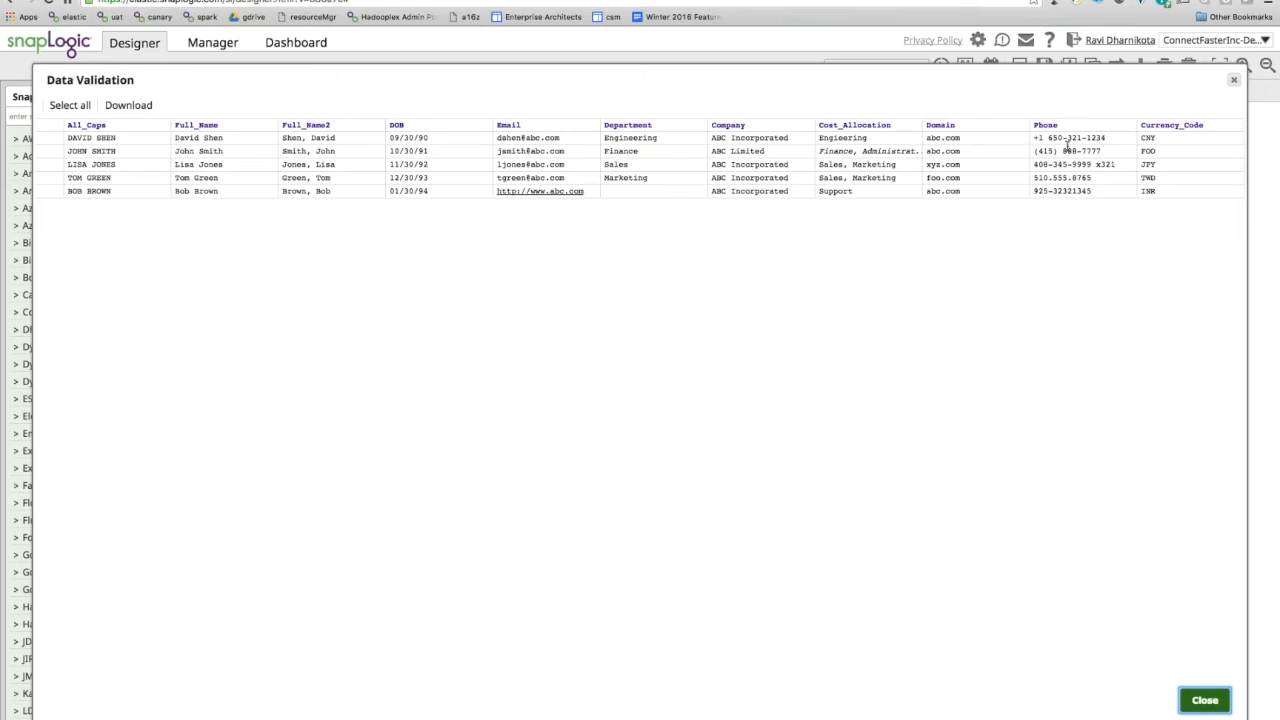 Apps elastic uat canary spark gdrive resourceMgr Hadooplex Admin a16z Enterprise Architects csm Winter 2016 Featur Other Bookmarks
snapLogic Designer Manager Dashboard Privacy Policy Ravi Dharnikota ConnectFasterInc-De...
Data Validation
Select all Download
All_Caps Full_Name Full_Name2 DOB Email Department Company Cost_Allocation Domain Phone Currency_Code
DAVID SHEN David Shen Shen, David 09/30/90 dshen@abc.com Engineering ABC Incorporated Engieering abc.com +1 650-321-1234 CNY
JOHN SMITH John Smith Smith, John 10/30/91 jsmith@abc.com Finance ABC Limited Finance, Administrat. abc.com (415) 888-7777 FOO
LISA JONES Lisa Jones Jones, Lisa 11/30/92 ljones@abc.com Sales ABC Incorporated Sales, Marketing xyz.com 408-345-9999 x321 JPY
TOM GREEN Tom Green Green, Tom 12/30/93 tgreen@abc.com Marketing ABC Incorporated Sales, Marketing foo.com 510.555.8765 TWD
BOB BROWN Bob Brown Brown, Bob 01/30/94 http://www.abc.com ABC Incorporated Support abc.com 925-32321345 INR
Close